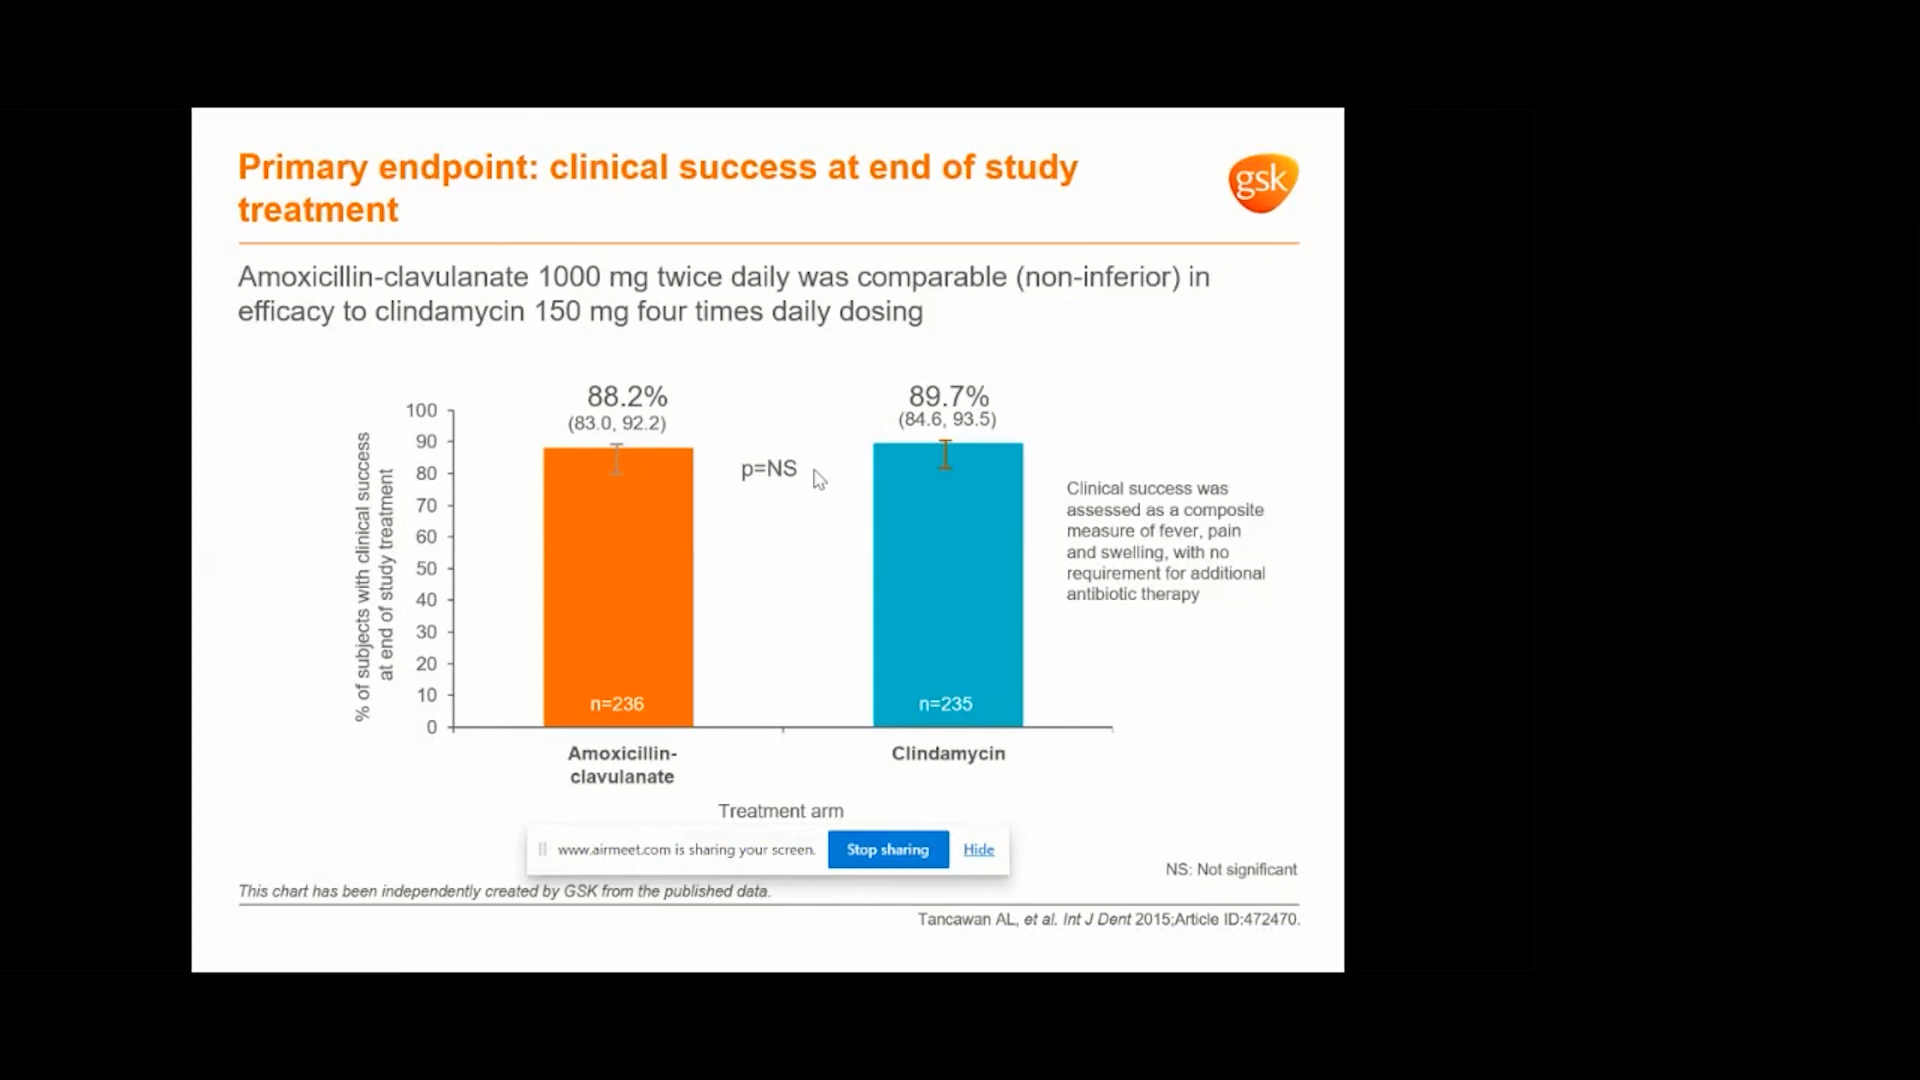 Primary endpoint: clinical success at end of study
treatment
gsk
Amoxicillin-clavulanate 1000 mg twice daily was comparable (non-inferior) in
efficacy to clindamycin 150 mg four times daily dosing
% of subjects with clinical success
at end of study treatment
100
90
80
70
60
50
40
30
20
10
0
88.2%
(83.0, 92.2)
p=NS
89.7%
(84.6, 93.5)
n=236
n=235
Amoxicillin-
clavulanate
Clindamycin
Treatment arm
Clinical success was
assessed as a composite
measure of fever, pain
and swelling, with no
requirement for additional
antibiotic therapy
www.airmeet.com is sharing your screen.
Stop sharing
Hide
NS: Not significant
This chart has been independently created by GSK from the published data.
Tancawan AL, et al. Int J Dent 2015;Article ID:472470.